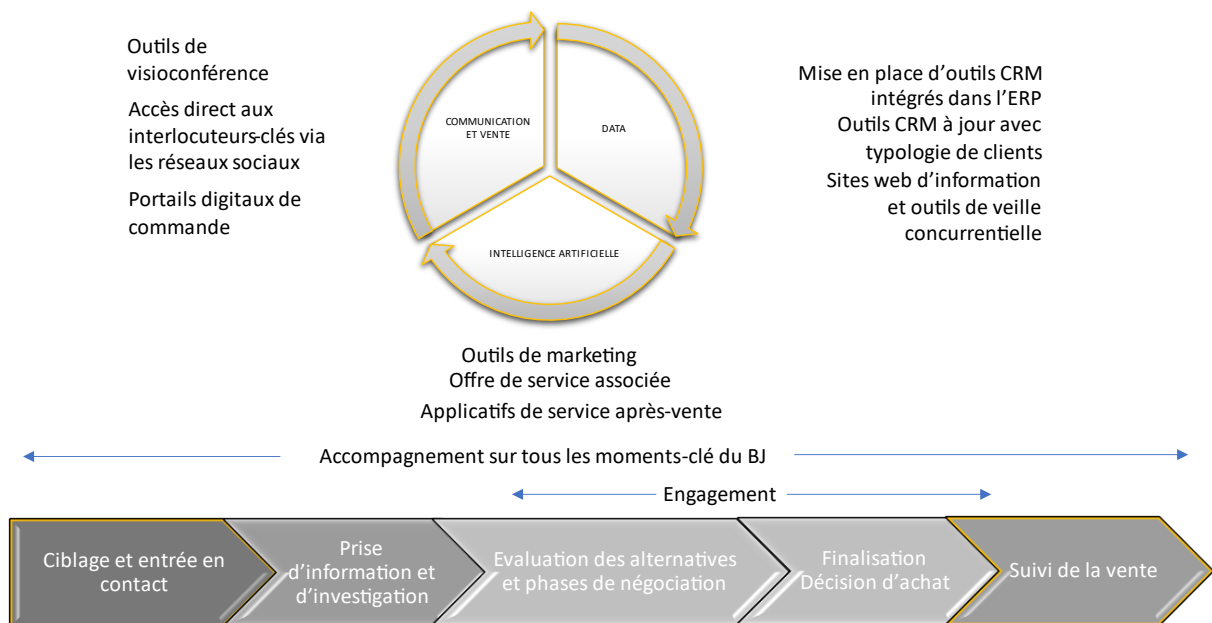 Outils de
visioconférence
Accès direct aux
interlocuteurs-clés via
les réseaux sociaux
Portails digitaux de
commande
COMMUNICATION
ET VENTE
DATA
INTELLIGENCE ARTIFICIELLE
Mise en place d’outils CRM
intégrés dans l’ERP
Outils CRM à jour avec
typologie de clients
Sites web d’information
et outils de veille
concurrentielle
Outils de marketing
Offre de service associée
Applicatifs de service après-vente
Accompagnement sur tous les moments-clé du BJ
Engagement
Ciblage et entrée en
contact
Prise
d’information et
d’investigation
Evaluation des alternatives
et phases de négociation
Finalisation
Décision d’achat
Suivi de la vente